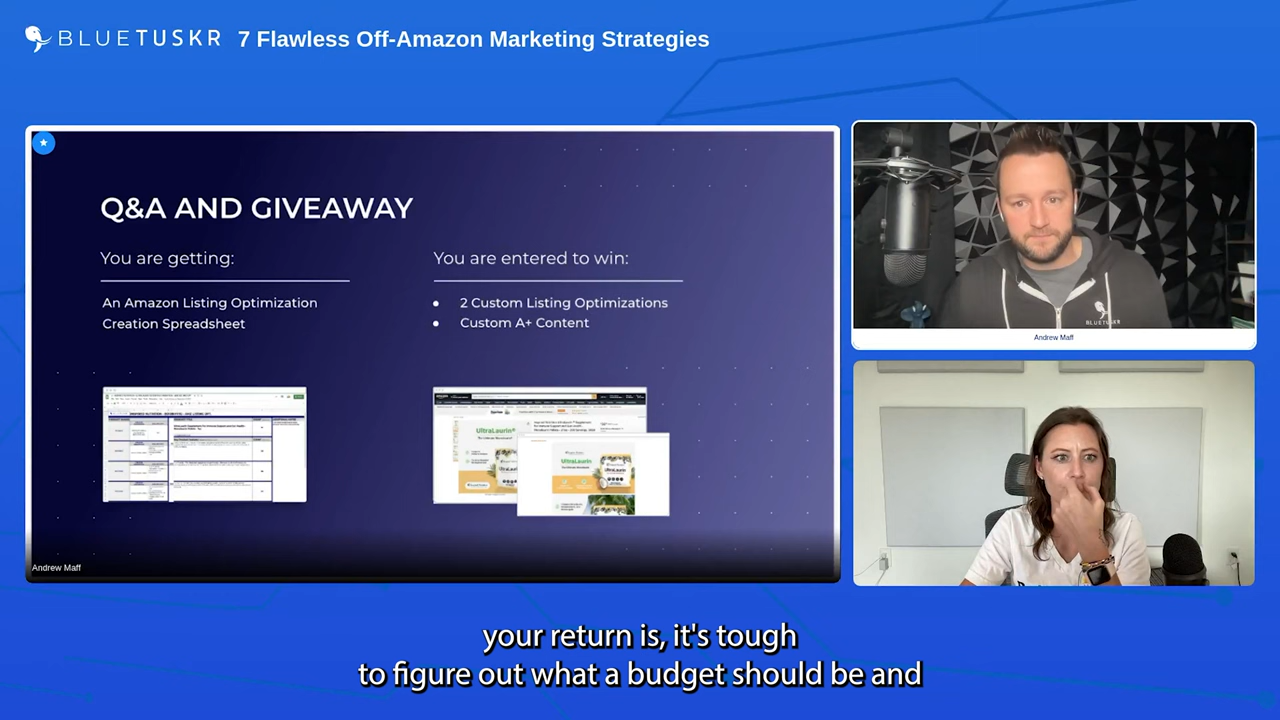 BLUETUSKR 7 Flawless Off-Amazon Marketing Strategies
Q&A AND GIVEAWAY
You are getting:
An Amazon Listing Optimization
Creation Spreadsheet
You are entered to win:
• 2 Custom Listing Optimizations
• Custom A+ Content
UltraLaurin
UltraLaurin
Andrew Maff
BLUETUSKR
Andrew Maff
your return is, it's tough
to figure out what a budget should be and